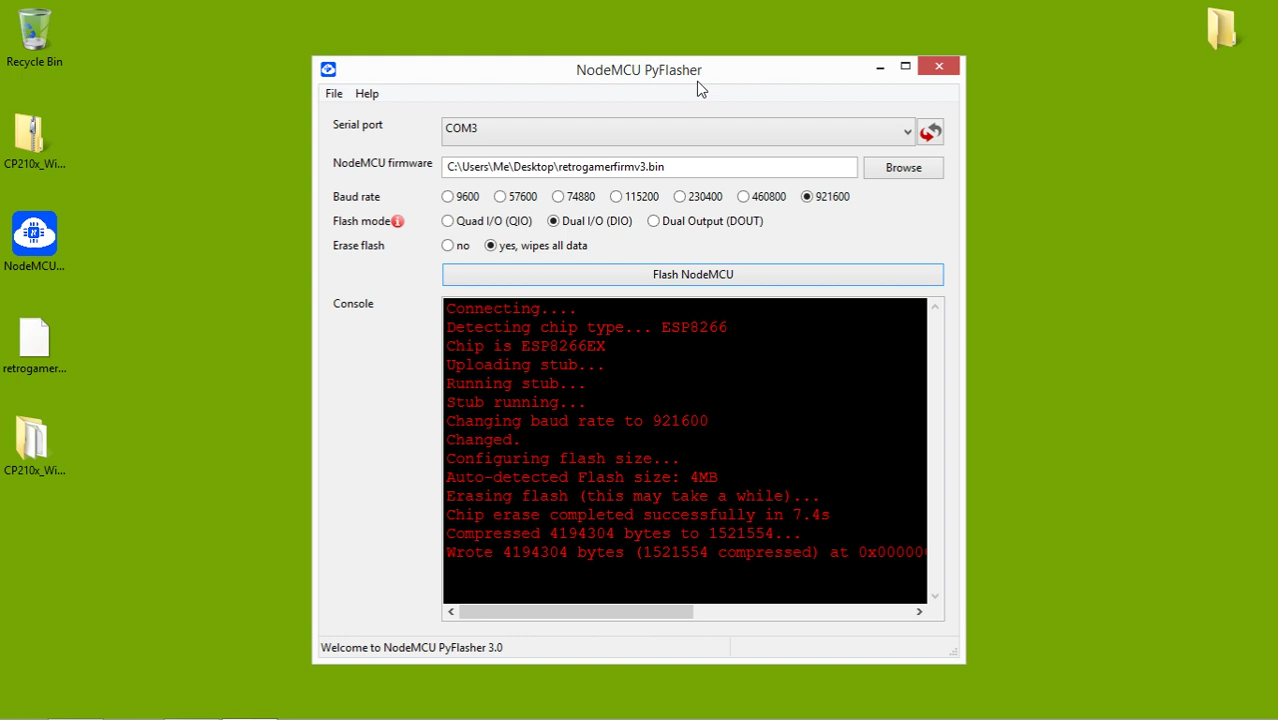 Recycle Bin
CP210x_Wi...
NodeMCU...
retrogamer...
CP210x_Wi...
NodeMCU PyFlasher
File Help
Serial port COM3
NodeMCU firmware C:\Users\Me\Desktop\retrogamerfirmv3.bin Browse
Baud rate 9600 57600 74880 115200 230400 460800 921600
Flash mode Quad I/O (QIO) Dual I/O (DIO) Dual Output (DOUT)
Erase flash no yes, wipes all data
Flash NodeMCU
Console
Connecting....
Detecting chip type... ESP8266
Chip is ESP8266EX
Uploading stub...
Running stub...
Stub running...
Changing baud rate to 921600
Changed.
Configuring flash size...
Auto-detected Flash size: 4MB
Erasing flash (this may take a while)...
Chip erase completed successfully in 7.4s
Compressed 4194304 bytes to 1521554...
Wrote 4194304 bytes (1521554 compressed) at 0x000000
Welcome to NodeMCU PyFlasher 3.0